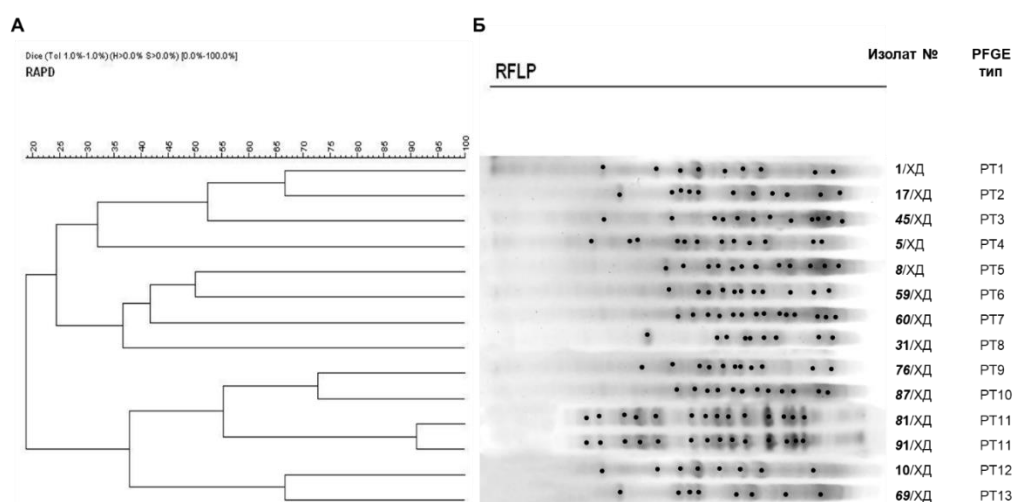 А Б
Dice (Tol 1.0%-1.0%) (H>0.0% S>0.0%) [0.0%-100.0%]
RAPD
RFLP
Изолат № PFGE
тип
20 25 30 35 40 45 50 55 60 65 70 75 80 85 90 95 100
1/ХД PT1
17/ХД PT2
45/ХД PT3
5/ХД PT4
8/ХД PT5
59/ХД PT6
60/ХД PT7
31/ХД PT8
76/ХД PT9
87/ХД PT10
81/ХД PT11
91/ХД PT11
10/ХД PT12
69/ХД PT13